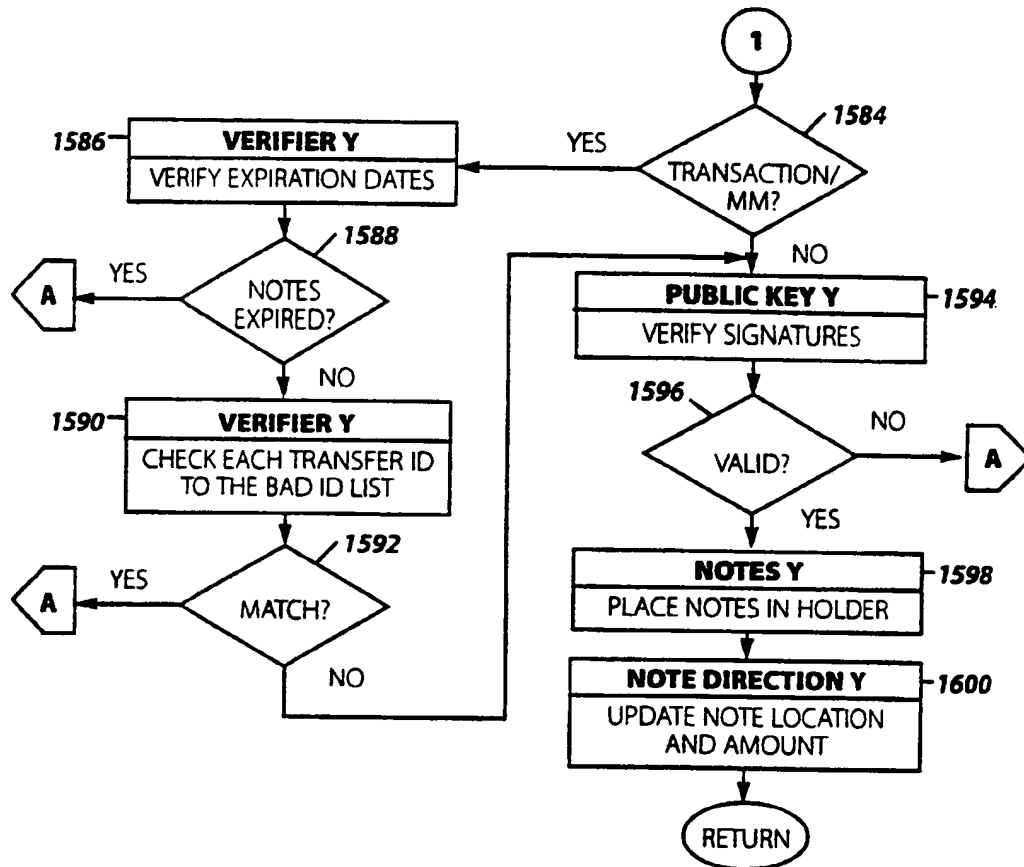 1
1584
TRANSACTION/
MM?
YES
NO
1586
VERIFIER Y
VERIFY EXPIRATION DATES
1588
NOTES
EXPIRED?
YES
A
NO
1590
VERIFIER Y
CHECK EACH TRANSFER ID
TO THE BAD ID LIST
1592
MATCH?
YES
A
NO
PUBLIC KEY Y
1594
VERIFY SIGNATURES
1596
VALID?
NO
A
YES
NOTES Y
1598
PLACE NOTES IN HOLDER
NOTE DIRECTION Y
1600
UPDATE NOTE LOCATION
AND AMOUNT
RETURN